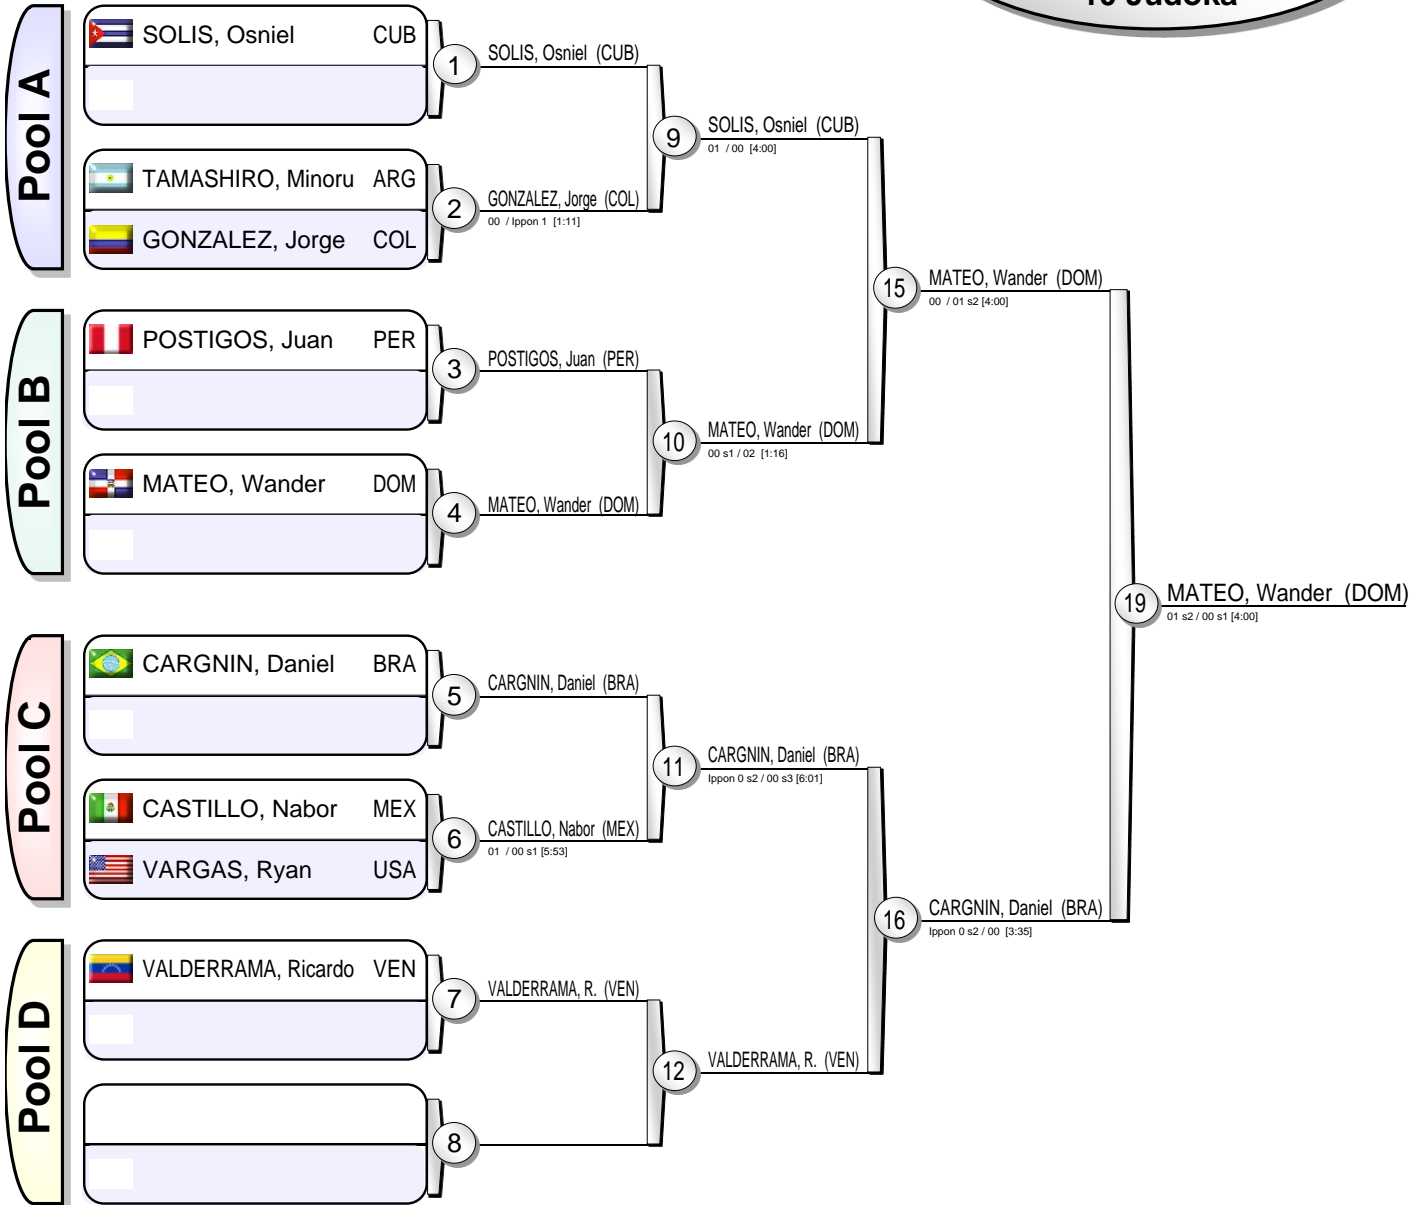 Pool A
SOLIS, Osniel CUB
TAMASHIRO, Minoru ARG
GONZALEZ, Jorge COL
Pool B
POSTIGOS, Juan PER
MATEO, Wander DOM
Pool C
CARGNIN, Daniel BRA
CASTILLO, Nabor MEX
VARGAS, Ryan USA
Pool D
VALDERRAMA, Ricardo VEN
1
SOLIS, Osniel (CUB)
2
GONZALEZ, Jorge (COL)
00 / Ippon 1 [1:11]
3
POSTIGOS, Juan (PER)
4
MATEO, Wander (DOM)
5
CARGNIN, Daniel (BRA)
6
CASTILLO, Nabor (MEX)
01 / 00 s1 [5:53]
7
VALDERRAMA, R. (VEN)
8
9
SOLIS, Osniel (CUB)
01 / 00 [4:00]
10
MATEO, Wander (DOM)
00 s1 / 02 [1:16]
11
CARGNIN, Daniel (BRA)
Ippon 0 s2 / 00 s3 [6:01]
12
VALDERRAMA, R. (VEN)
15
MATEO, Wander (DOM)
00 / 01 s2 [4:00]
16
CARGNIN, Daniel (BRA)
Ippon 0 s2 / 00 [3:35]
19
MATEO, Wander (DOM)
01 s2 / 00 s1 [4:00]